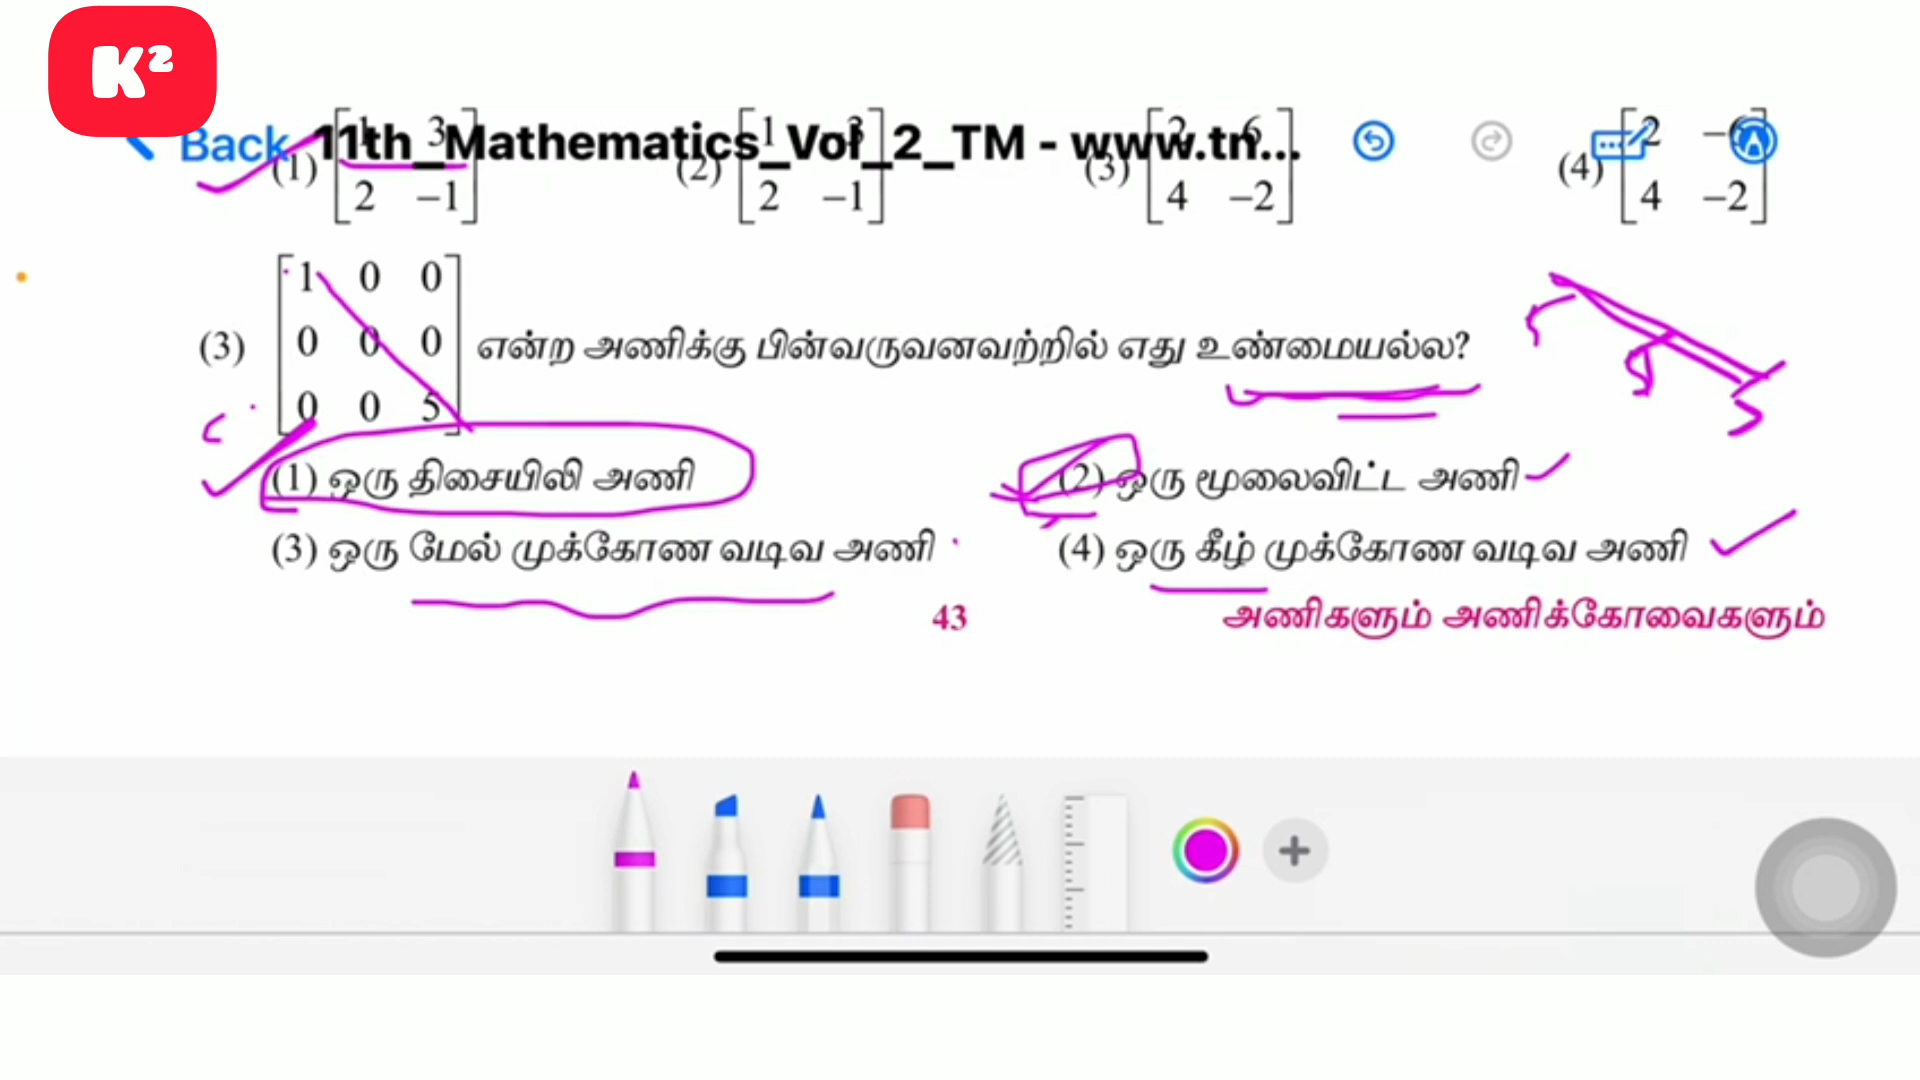 K²
Back 11th_Mathematics_Vol_2_TM - www.tn...
(1) [1 3 (2) [1 -3 (3) [2 6 (4) [2 -6
2 -1] 2 -1] 4 -2] 4 -2]
1 0 0
(3) 0 0 0 என்ற அணிக்கு பின்வருவனவற்றில் எது உண்மையல்ல?
0 0 5
(1) ஒரு திசையிலி அணி (2) ஒரு மூலைவிட்ட அணி
(3) ஒரு மேல் முக்கோண வடிவ அணி (4) ஒரு கீழ் முக்கோண வடிவ அணி
43 அணிகளும் அணிக்கோவைகளும்